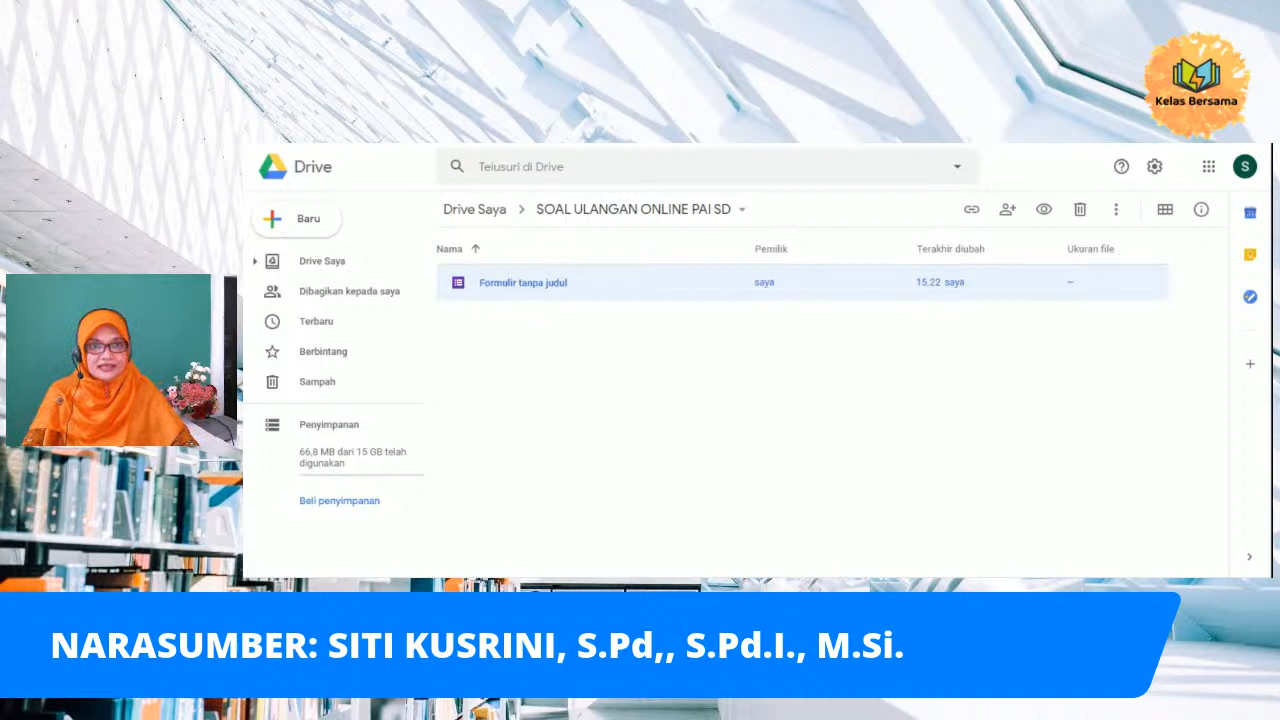 Kelas Bersama
Drive
Telusuri di Drive
S
Baru
Drive Saya > SOAL ULANGAN ONLINE PAI SD
Nama Pemilik Terakhir diubah Ukuran file
Formulir tanpa judul saya 15.22 saya –
Drive Saya
Dibagikan kepada saya
Terbaru
Berbintang
Sampah
Penyimpanan
66,8 MB dari 15 GB telah
digunakan
Beli penyimpanan
NARASUMBER: SITI KUSRINI, S.Pd,, S.Pd.I., M.Si.